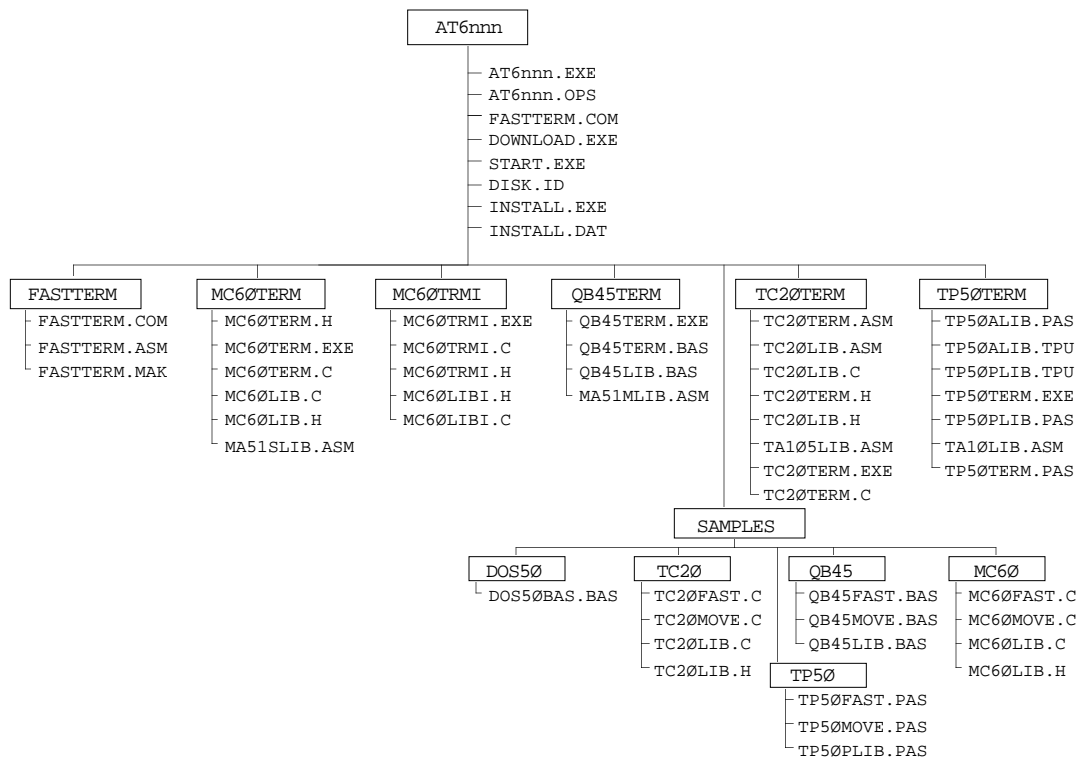 AT6nnn
AT6nnn.EXE
AT6nnn.OPS
FASTTERM.COM
DOWNLOAD.EXE
START.EXE
DISK.ID
INSTALL.EXE
INSTALL.DAT
FASTTERM
FASTTERM.COM
FASTTERM.ASM
FASTTERM.MAK
MC6ØTERM
MC6ØTERM.H
MC6ØTERM.EXE
MC6ØTERM.C
MC6ØLIB.C
MC6ØLIB.H
MA51SLIB.ASM
MC6ØTRMI
MC6ØTRMI.EXE
MC6ØTRMI.C
MC6ØTRMI.H
MC6ØLIBI.H
MC6ØLIBI.C
QB45TERM
QB45TERM.EXE
QB45TERM.BAS
QB45LIB.BAS
MA51MLIB.ASM
TC2ØTERM
TC2ØTERM.ASM
TC2ØLIB.ASM
TC2ØLIB.C
TC2ØTERM.H
TC2ØLIB.H
TA1Ø5LIB.ASM
TC2ØTERM.EXE
TC2ØTERM.C
TP5ØTERM
TP5ØALIB.PAS
TP5ØALIB.TPU
TP5ØPLIB.TPU
TP5ØTERM.EXE
TP5ØPLIB.PAS
TA1ØLIB.ASM
TP5ØTERM.PAS
SAMPLES
DOS5Ø
DOS5ØBAS.BAS
TC2Ø
TC2ØFAST.C
TC2ØMOVE.C
TC2ØLIB.C
TC2ØLIB.H
QB45
QB45FAST.BAS
QB45MOVE.BAS
QB45LIB.BAS
MC6Ø
MC6ØFAST.C
MC6ØMOVE.C
MC6ØLIB.C
MC6ØLIB.H
TP5Ø
TP5ØFAST.PAS
TP5ØMOVE.PAS
TP5ØPLIB.PAS